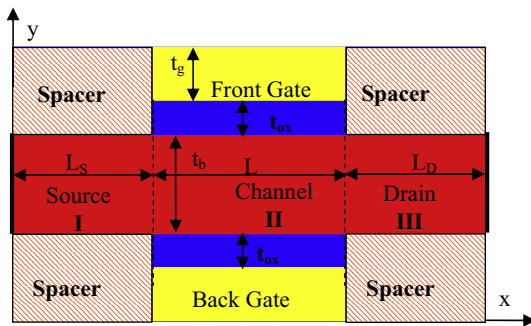 y
t_g
Spacer
Front Gate
Spacer
t_ox
L_S
t_b
L
L_D
Source
Channel
Drain
I
II
III
t_ox
Spacer
Back Gate
Spacer
x